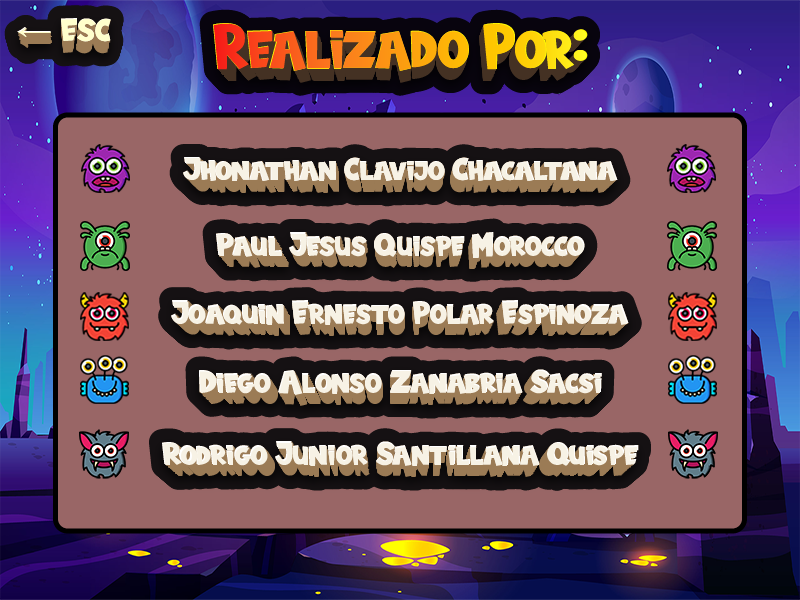 ← ESC
Realizado Por:
Jhonathan Clavijo Chacaltana
Paul Jesus Quispe Morocco
Joaquin Ernesto Polar Espinoza
Diego Alonso Zanabria Sacsi
Rodrigo Junior Santillana Quispe